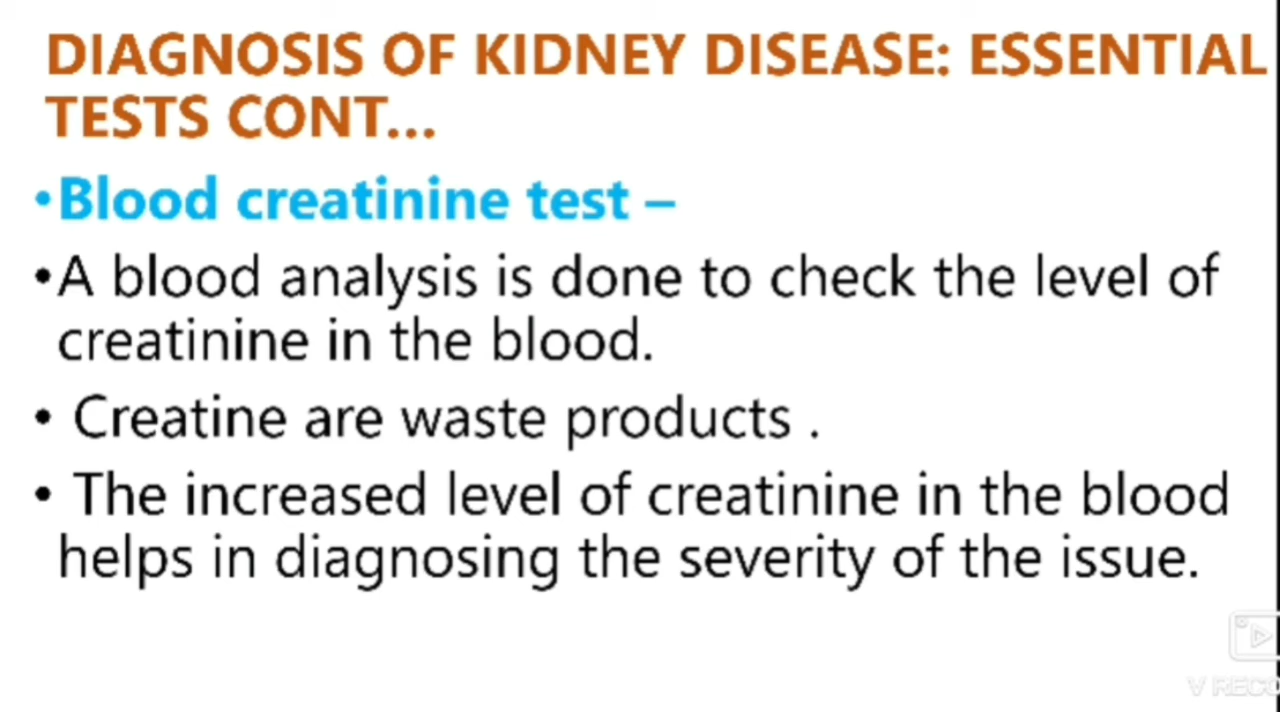 DIAGNOSIS OF KIDNEY DISEASE: ESSENTIAL
TESTS CONT...
•Blood creatinine test –
•A blood analysis is done to check the level of
creatinine in the blood.
• Creatine are waste products .
• The increased level of creatinine in the blood
helps in diagnosing the severity of the issue.